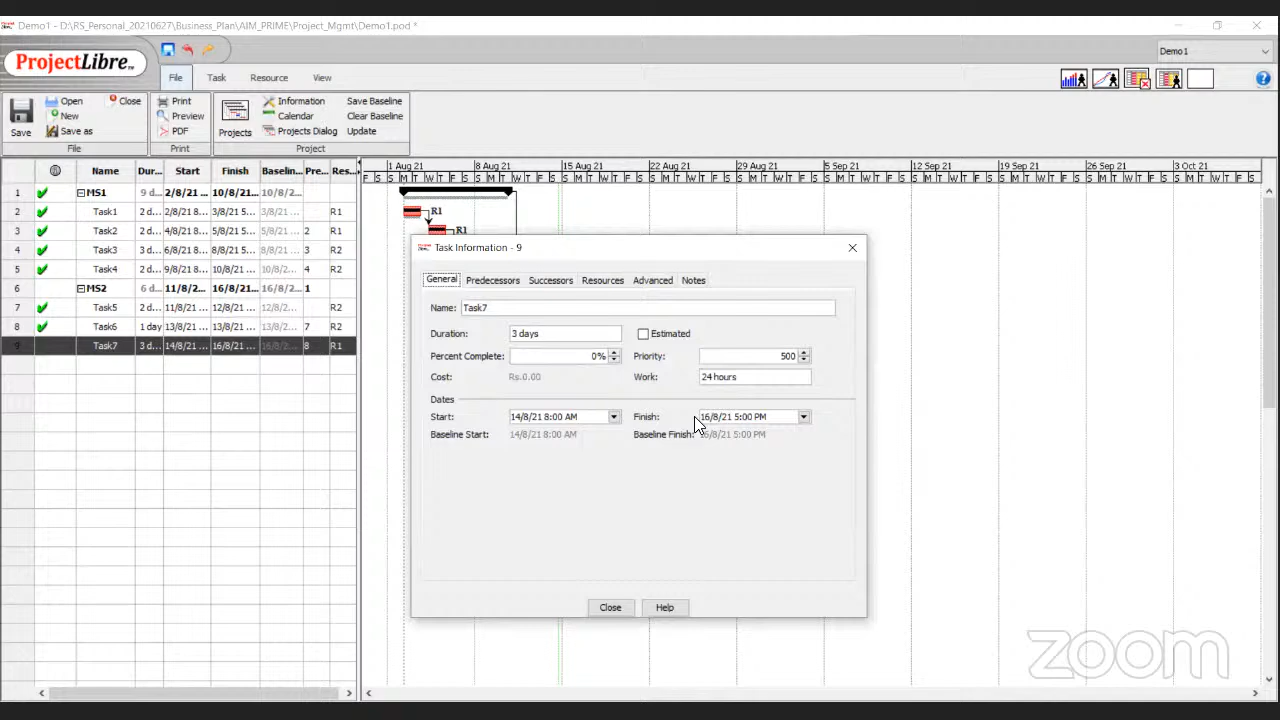 Demo1 - D:\RS_Personal_20210627\Business_Plan\AIM_PRIME\Project_Mgmt\Demo1.pod *
ProjectLibre
Demo1
File Task Resource View
Save Open New Save as Close
File
Print Preview PDF
Print
Projects Information Calendar Projects Dialog Save Baseline Clear Baseline Update
Project
Name Dur... Start Finish Baselin... Pre... Res...
1 MS1 9 d... 2/8/21 ... 10/8/21... 10/8/2...
2 Task1 2 d... 2/8/21 8... 3/8/21 5... 3/8/21 ... R1
3 Task2 2 d... 4/8/21 8... 5/8/21 5... 5/8/21 ... 2 R1
4 Task3 3 d... 6/8/21 8... 8/8/21 5... 8/8/21 ... 3 R2
5 Task4 2 d... 9/8/21 8... 10/8/21 ... 10/8/2... 4 R2
6 MS2 6 d... 11/8/21 ... 16/8/21... 16/8/2... 1
7 Task5 2 d... 11/8/21 ... 12/8/21 ... 12/8/2... R2
8 Task6 1 day 13/8/21 ... 13/8/21 ... 13/8/2... 7 R2
9 Task7 3 d... 14/8/21 ... 16/8/21 ... 16/8/2... 8 R1
1 Aug 21 8 Aug 21 15 Aug 21 22 Aug 21 29 Aug 21 5 Sep 21 12 Sep 21 19 Sep 21 26 Sep 21 3 Oct 21
F S S M T W T F S S M T W T F S S M T W T F S S M T W T F S S M T W T F S S M T W T F S S M T W T F S S M T W T F S S M T W T F S S M T W T F S
R1
R1
Task Information - 9
General Predecessors Successors Resources Advanced Notes
Name: Task7
Duration: 3 days Estimated
Percent Complete: 0% Priority: 500
Cost: Rs.0.00 Work: 24 hours
Dates
Start: 14/8/21 8:00 AM Finish: 16/8/21 5:00 PM
Baseline Start: 14/8/21 8:00 AM Baseline Finish: 16/8/21 5:00 PM
Close Help
zoom